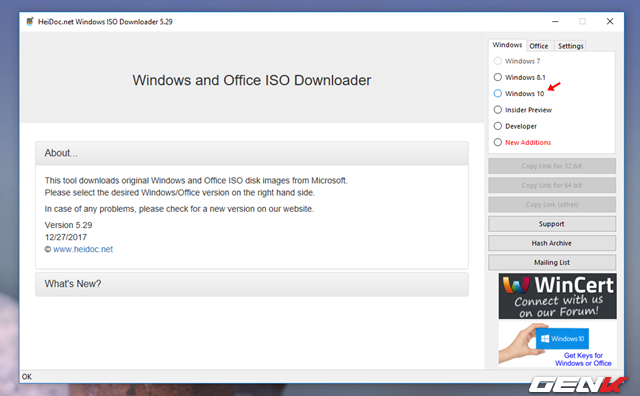 HeiDoc.net Windows ISO Downloader 5.29
Windows and Office ISO Downloader
About...
This tool downloads original Windows and Office ISO disk images from Microsoft.
Please select the desired Windows/Office version on the right hand side.
In case of any problems, please check for a new version on our website.
Version 5.29
12/27/2017
© www.heidoc.net
What's New?
Windows Office Settings
Windows 7
Windows 8.1
Windows 10
Insider Preview
Developer
New Additions
Copy Link for 32 bit
Copy Link for 64 bit
Copy Link (other)
Support
Hash Archive
Mailing List
WinCert
Connect with us
on our Forum!
Windows 10
Get Keys for
Windows or Office
OK
GENK